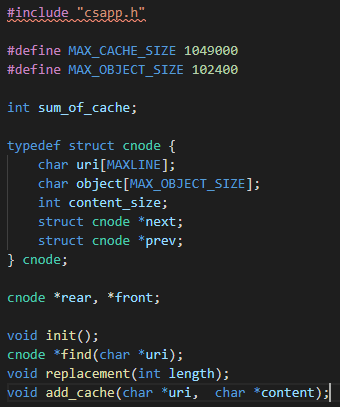 #include "csapp.h"
#define MAX_CACHE_SIZE 1049000
#define MAX_OBJECT_SIZE 102400
int sum_of_cache;
typedef struct cnode {
    char uri[MAXLINE];
    char object[MAX_OBJECT_SIZE];
    int content_size;
    struct cnode *next;
    struct cnode *prev;
} cnode;
cnode *rear, *front;
void init();
cnode *find(char *uri);
void replacement(int length);
void add_cache(char *uri,  char *content);